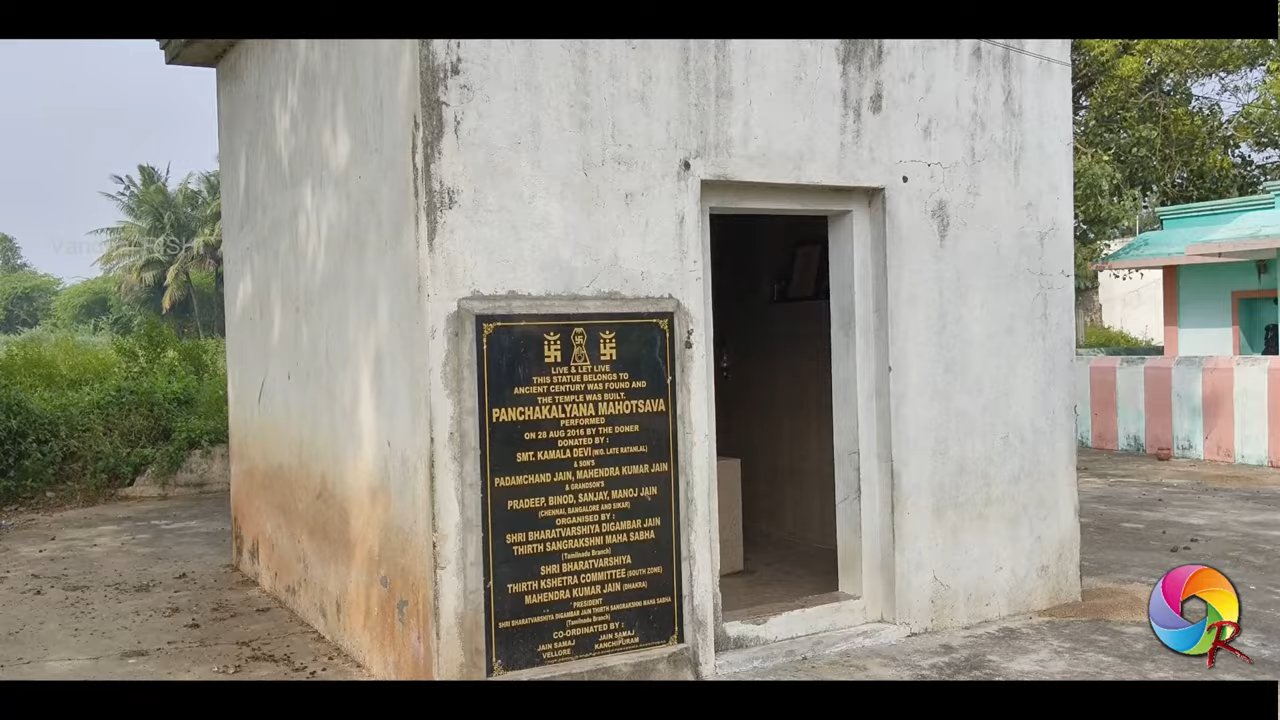 LIVE & LET LIVE
THIS STATUE BELONGS TO
ANCIENT CENTURY WAS FOUND AND
THE TEMPLE WAS BUILT.
PANCHAKALYANA MAHOTSAVA
PERFORMED
ON 28 AUG 2016 BY THE DONER
DONATED BY :
SMT. KAMALA DEVI (W/O. LATE RATANLAL)
& SON'S
PADAMCHAND JAIN, MAHENDRA KUMAR JAIN
& GRANDSON'S
PRADEEP, BINOD, SANJAY, MANOJ JAIN
(CHENNAI, BANGALORE AND SIKAR)
ORGANISED BY :
SHRI BHARATVARSHIYA DIGAMBAR JAIN
THIRTH SANGRAKSHNI MAHA SABHA
(Tamilnadu Branch)
SHRI BHARATVARSHIYA
THIRTH KSHETRA COMMITTEE (SOUTH ZONE)
MAHENDRA KUMAR JAIN (DHAKRA)
PRESIDENT
SHRI BHARATVARSHIYA DIGAMBAR JAIN THIRTH SANGRAKSHNI MAHA SABHA
(Tamilnadu Branch)
CO-ORDINATED BY :
JAIN SAMAJ JAIN SAMAJ
VELLORE KANCHIPURAM
R